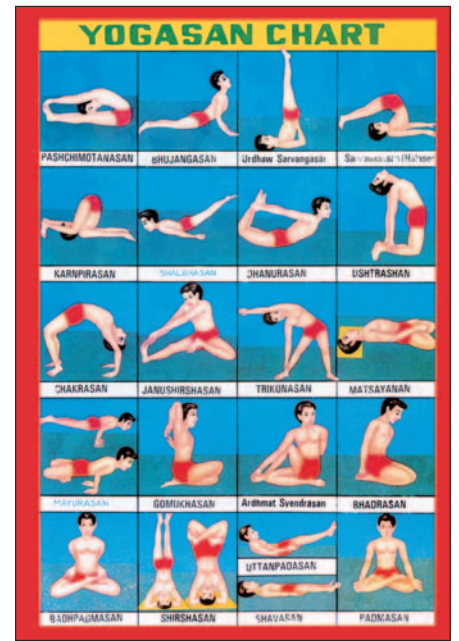 YOGASAN CHART
PASHCHIMOTANASAN
BHUJANGASAN
Urdhaw Sarvangasan
KARNPIRASAN
SHALBHASAN
DHANURASAN
USHTRASHAN
CHAKRASAN
JANUSHIRSHASAN
TRIKONASAN
MATSAYANAN
MAYURASAN
GOMUKHASAN
Ardhmat Svendrasan
BHADRASAN
BADHPADMASAN
SHIRSHASAN
UTTANPADASAN
SHAVASAN
PADMASAN